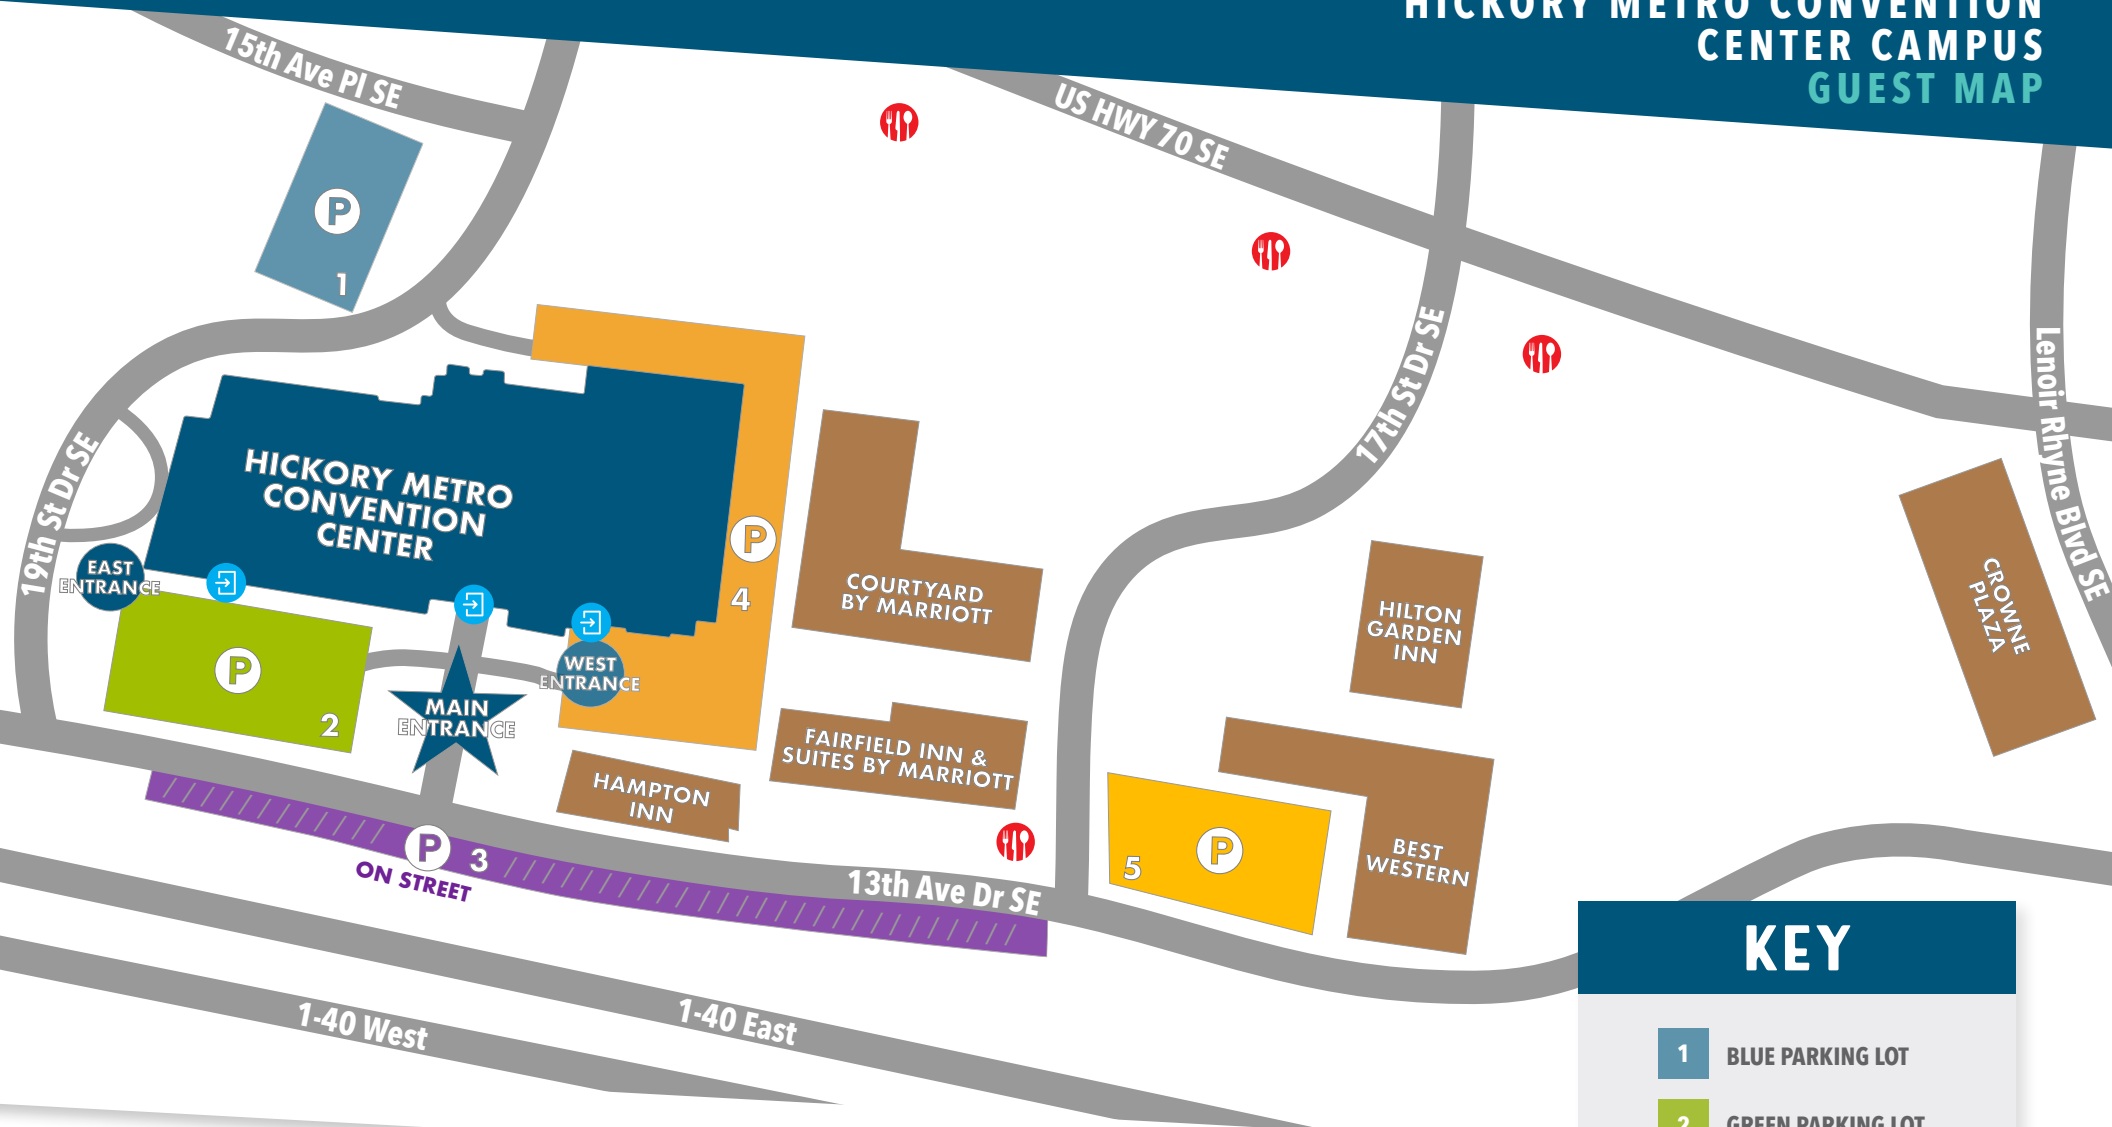 HICKORY METRO CONVENTION
CENTER CAMPUS
GUEST MAP
15th Ave Pl SE
US HWY 70 SE
P
1
17th St Dr SE
Lenoir Rhyne Blvd SE
19th St Dr SE
HICKORY METRO
CONVENTION
CENTER
P
4
EAST
ENTRANCE
COURTYARD
BY MARRIOTT
HILTON
GARDEN
INN
CROWNE
PLAZA
P
2
WEST
ENTRANCE
MAIN
ENTRANCE
FAIRFIELD INN &
SUITES BY MARRIOTT
HAMPTON
INN
P
3
ON STREET
13th Ave Dr SE
P
5
BEST
WESTERN
1-40 West
1-40 East
KEY
1 BLUE PARKING LOT
2 GREEN PARKING LOT